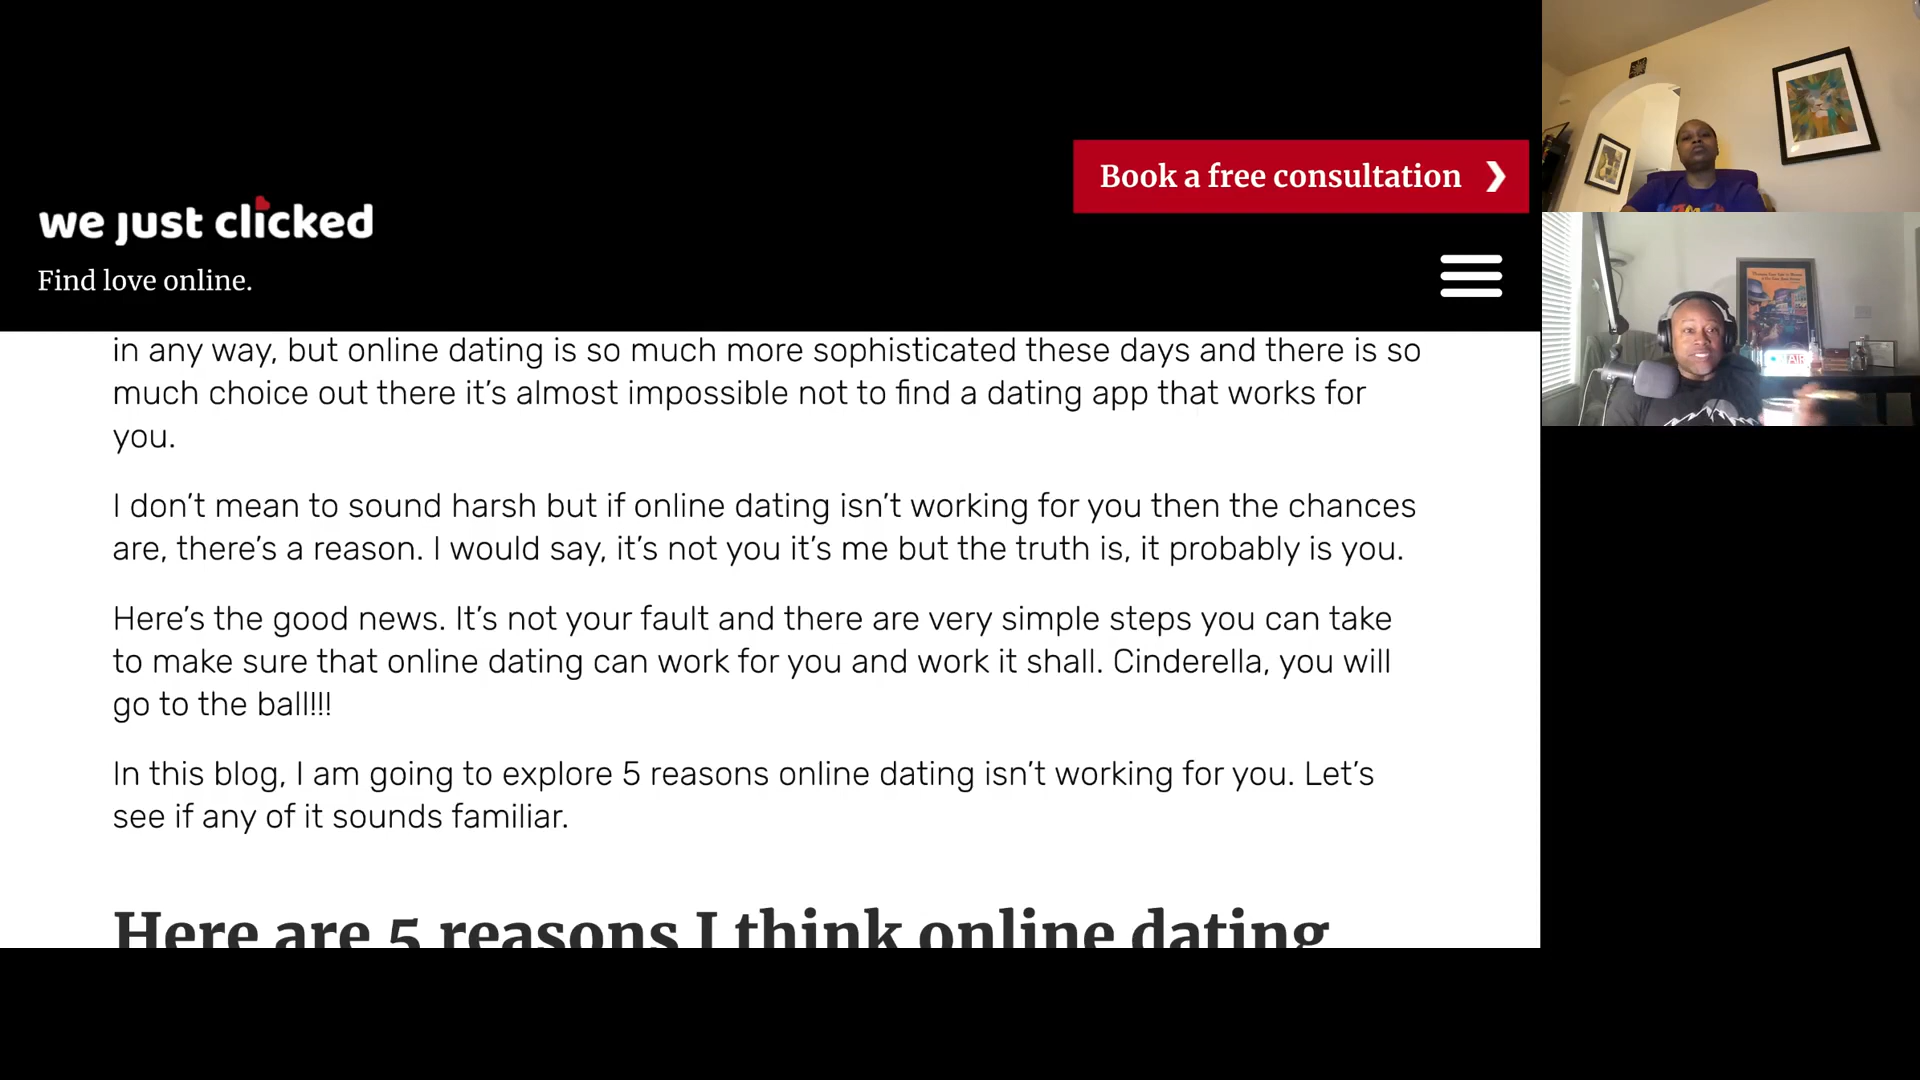 Book a free consultation
we just clicked
Find love online.
in any way, but online dating is so much more sophisticated these days and there is so
much choice out there it’s almost impossible not to find a dating app that works for
you.
I don’t mean to sound harsh but if online dating isn’t working for you then the chances
are, there’s a reason. I would say, it’s not you it’s me but the truth is, it probably is you.
Here’s the good news. It’s not your fault and there are very simple steps you can take
to make sure that online dating can work for you and work it shall. Cinderella, you will
go to the ball!!!
In this blog, I am going to explore 5 reasons online dating isn’t working for you. Let’s
see if any of it sounds familiar.
Here are 5 reasons I think online dating